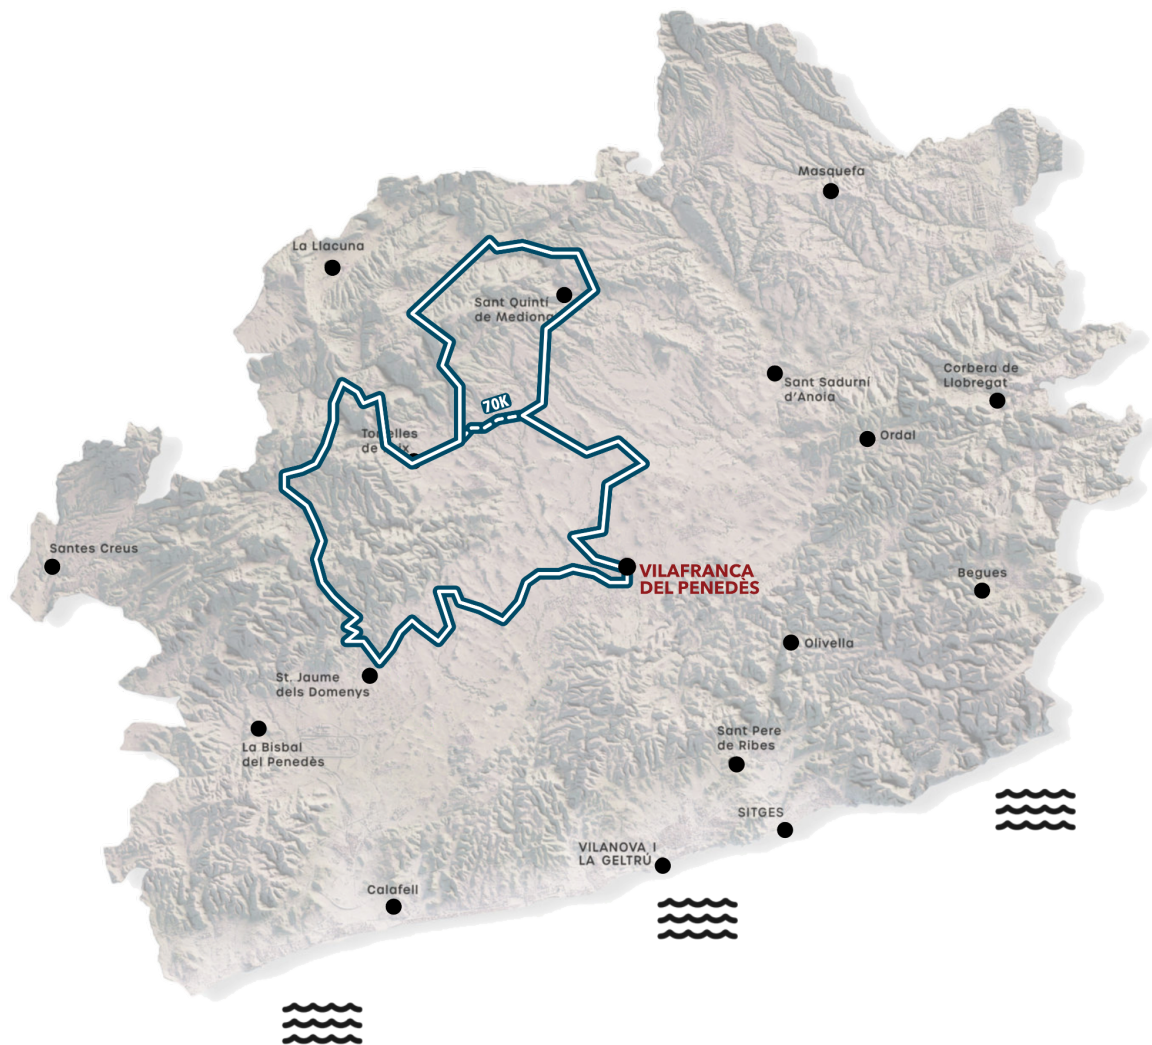 Masquefa
La Llacuna
Sant Quintí
de Mediona
Corbera de
Llobregat
Sant Sadurní
d'Anoia
70K
Ordal
de
Santes Creus
VILAFRANCA
DEL PENEDÈS
Begues
Olivella
St. Jaume
dels Domenys
Sant Pere
de Ribes
La Bisbal
del Penedès
SITGES
VILANOVA I
LA GELTRÚ
Calafell